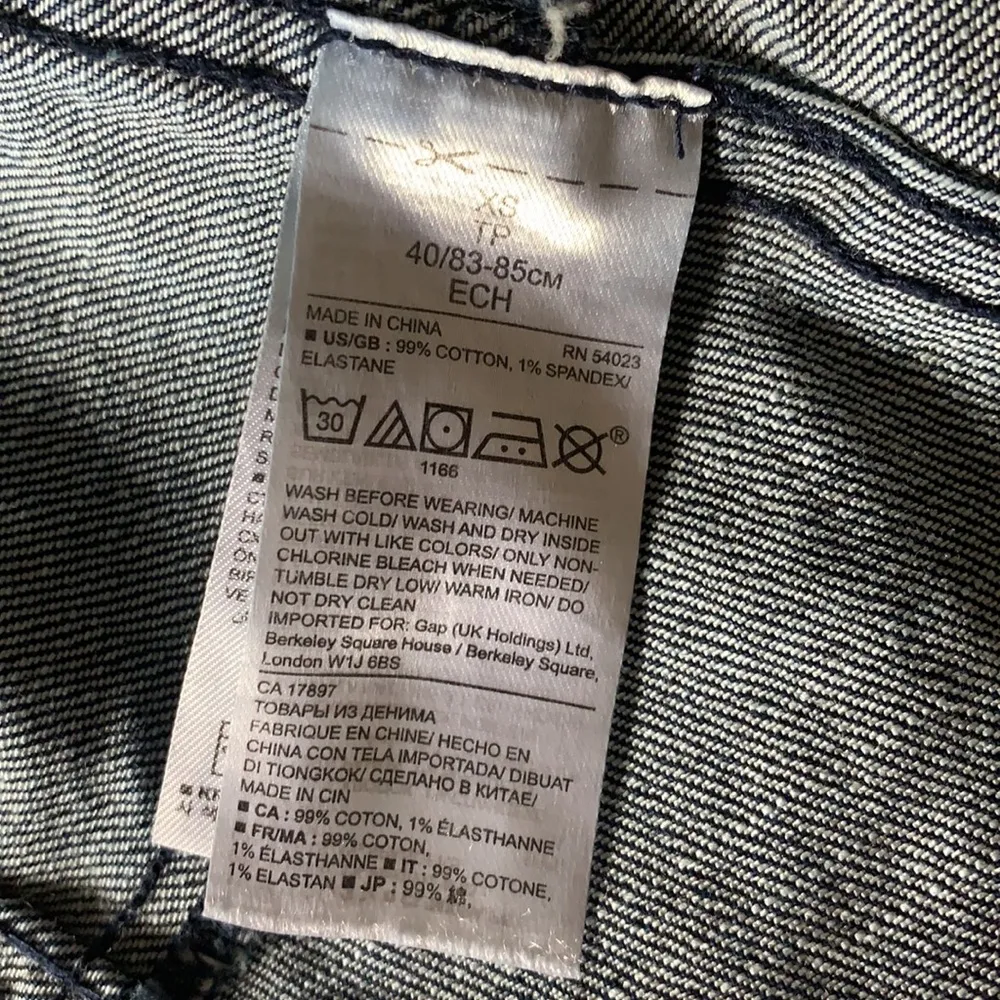 XS
TP
40/83-85CM
ECH
MADE IN CHINA
RN 54023
■ US/GB : 99% COTTON, 1% SPANDEX/
ELASTANE
30
®
1166
WASH BEFORE WEARING/ MACHINE
WASH COLD/ WASH AND DRY INSIDE
OUT WITH LIKE COLORS/ ONLY NON-
CHLORINE BLEACH WHEN NEEDED/
TUMBLE DRY LOW/ WARM IRON/ DO
NOT DRY CLEAN
IMPORTED FOR: Gap (UK Holdings) Ltd,
Berkeley Square House / Berkeley Square,
London W1J 6BS
CA 17897
ТОВАРЫ ИЗ ДЕНИМА
FABRIQUE EN CHINE/ HECHO EN
CHINA CON TELA IMPORTADA/ DIBUAT
DI TIONGKOK/ СДЕЛАНО В КИТАЕ/
MADE IN CIN
■ CA : 99% COTON, 1% ÉLASTHANNE
■ FR/MA : 99% COTON,
1% ÉLASTHANNE ■ IT : 99% COTONE,
1% ELASTAN ■ JP : 99% 綿,